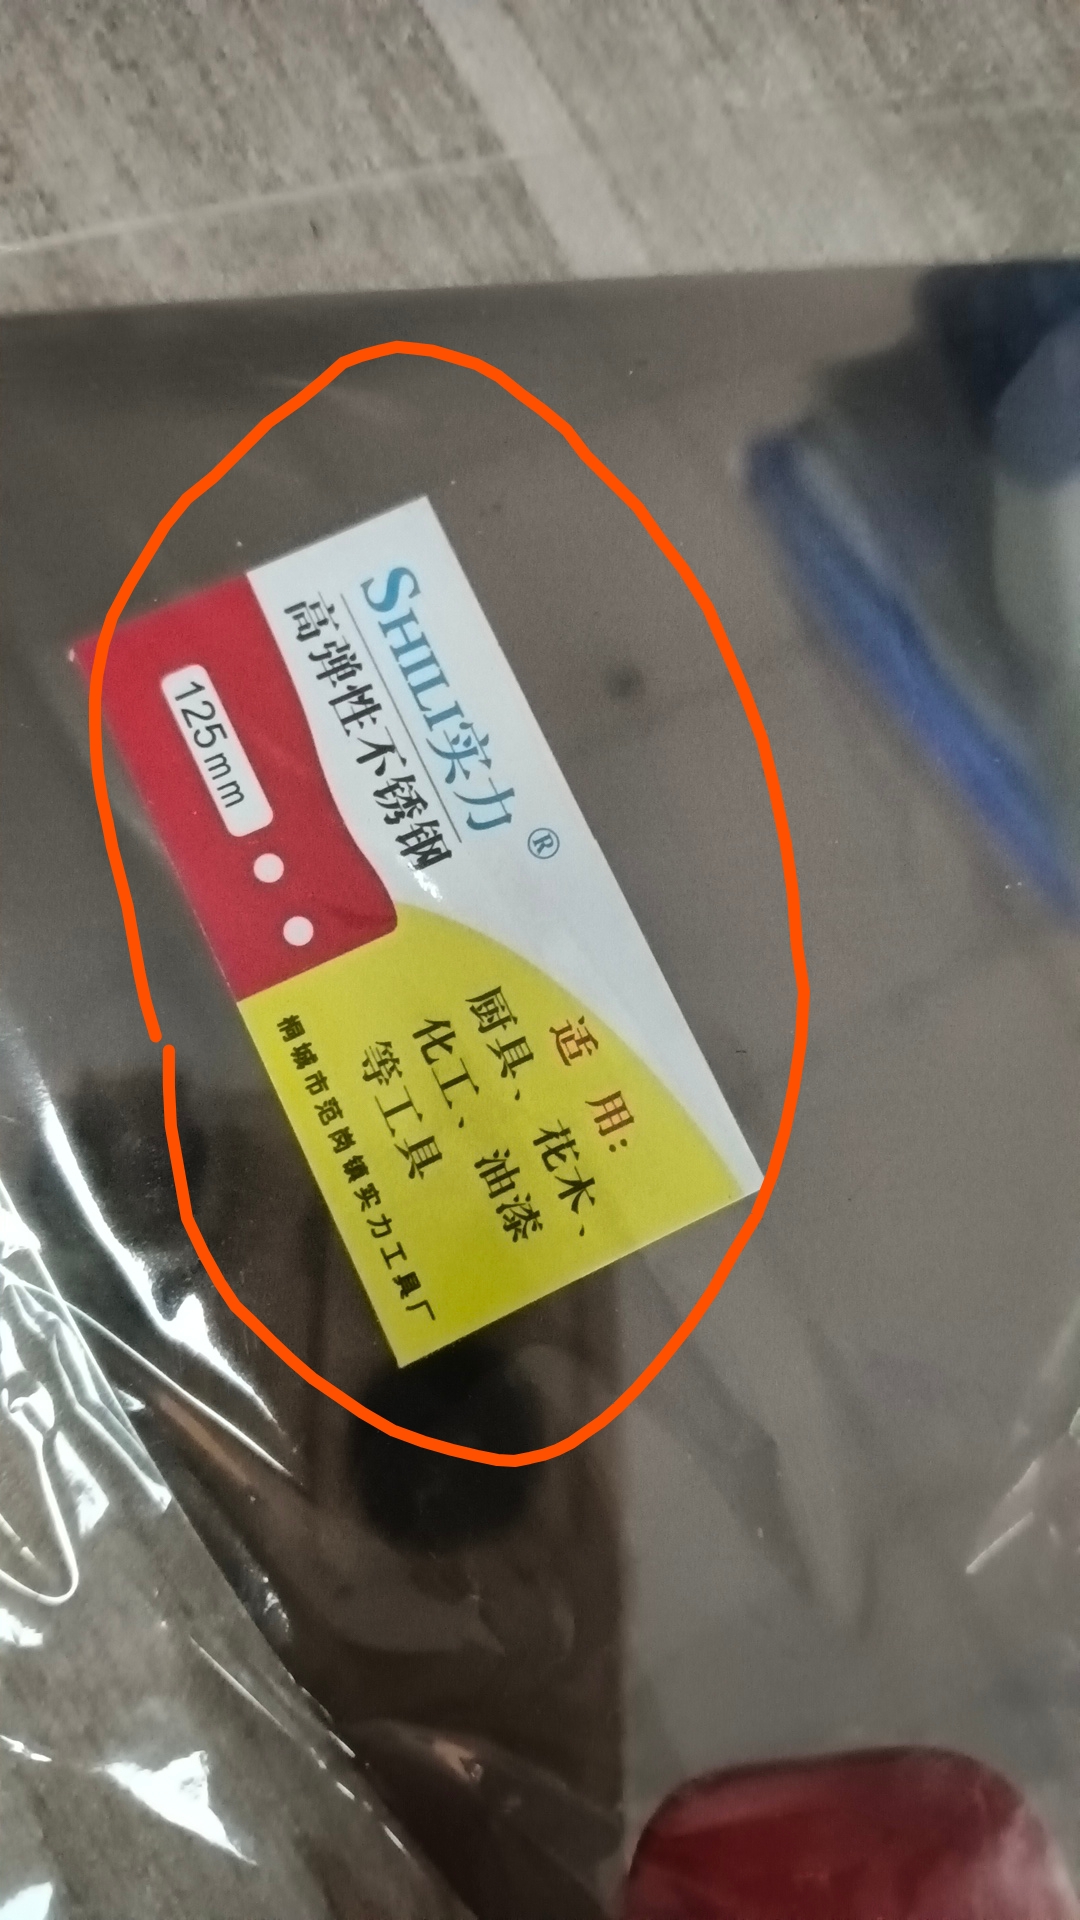 SHILI实力®
高弹性不锈钢
125mm
适 用:
厨具、花木、
化工、油漆
等工具
桐城市范岗镇实力工具厂